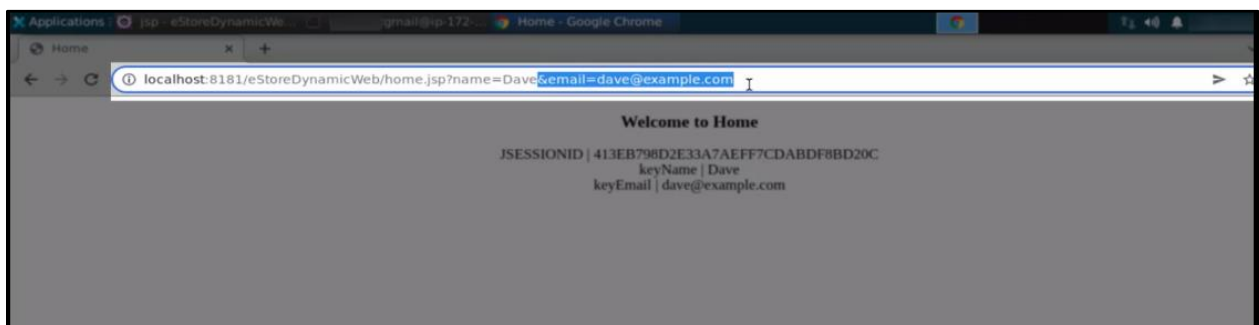 Applications jsp - eStoreDynamicWe... gmail@ip-172-... Home - Google Chrome
Home
localhost:8181/eStoreDynamicWeb/home.jsp?name=Dave&email=dave@example.com
Welcome to Home
JSESSIONID | 413EB798D2E33A7AEFF7CDABDF8BD20C
keyName | Dave
keyEmail | dave@example.com